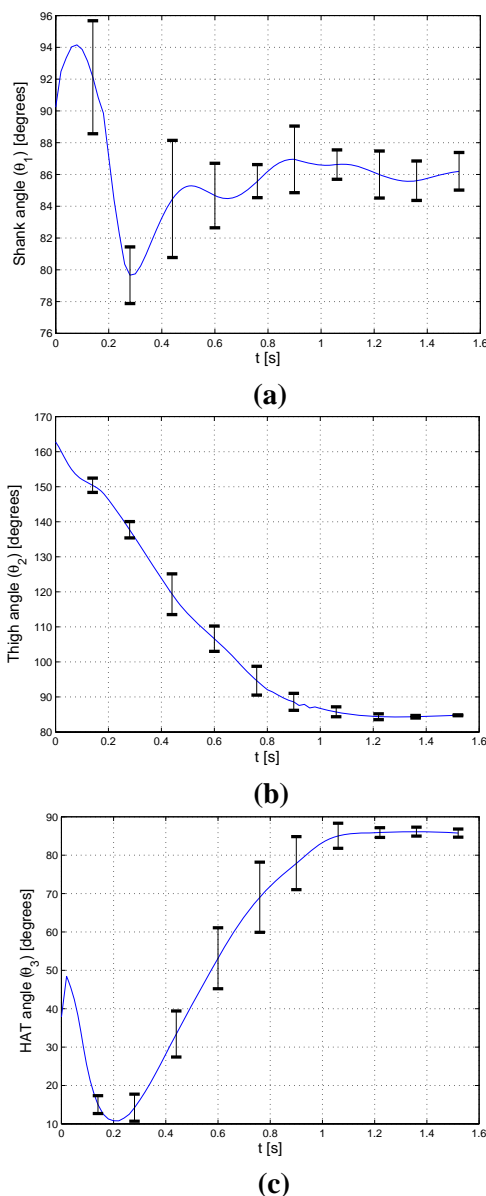 96
94
92
90
88
86
84
82
80
78
76
Shank angle (θ1) [degrees]
0 0.2 0.4 0.6 0.8 1 1.2 1.4 1.6
t [s]
(a)
170
160
150
140
130
120
110
100
90
80
Thigh angle (θ2) [degrees]
0 0.2 0.4 0.6 0.8 1 1.2 1.4 1.6
t [s]
(b)
90
80
70
60
50
40
30
20
10
HAT angle (θ3) [degrees]
0 0.2 0.4 0.6 0.8 1 1.2 1.4 1.6
t [s]
(c)